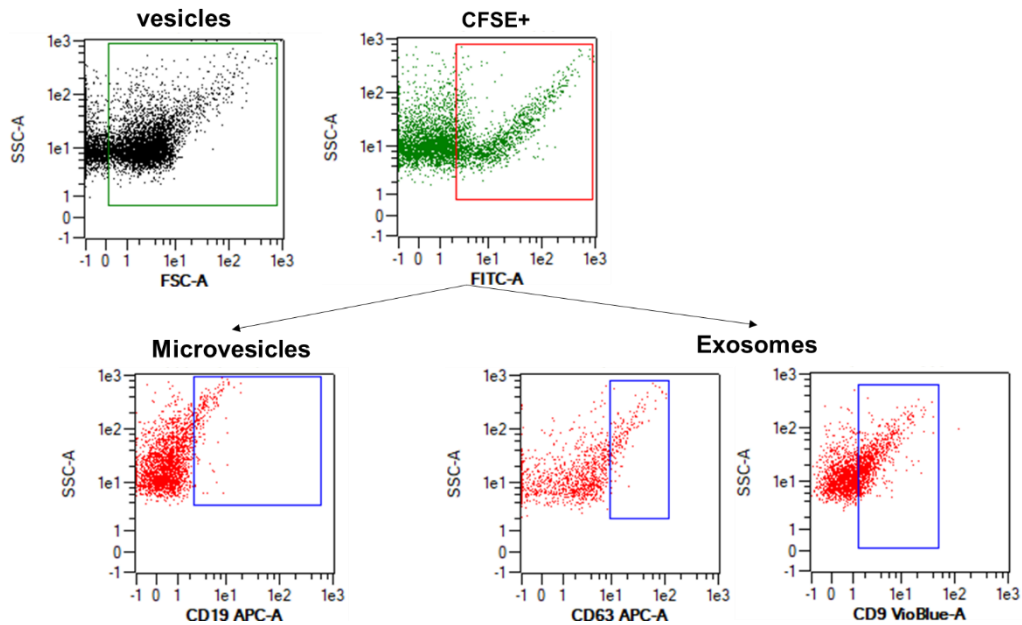 vesicles
CFSE+
1e3
1e2
1e1
1
0
-1
SSC-A
-1 0 1 1e1 1e2 1e3
FSC-A
1e3
1e2
1e1
1
0
-1
SSC-A
-1 0 1 1e1 1e2 1e3
FITC-A
Microvesicles
Exosomes
1e3
1e2
1e1
1
0
-1
SSC-A
-1 0 1 1e1 1e2 1e3
CD19 APC-A
1e3
1e2
1e1
1
0
-1
SSC-A
-1 0 1 1e1 1e2 1e3
CD63 APC-A
1e3
1e2
1e1
1
0
-1
SSC-A
-1 0 1 1e1 1e2 1e3
CD9 VioBlue-A